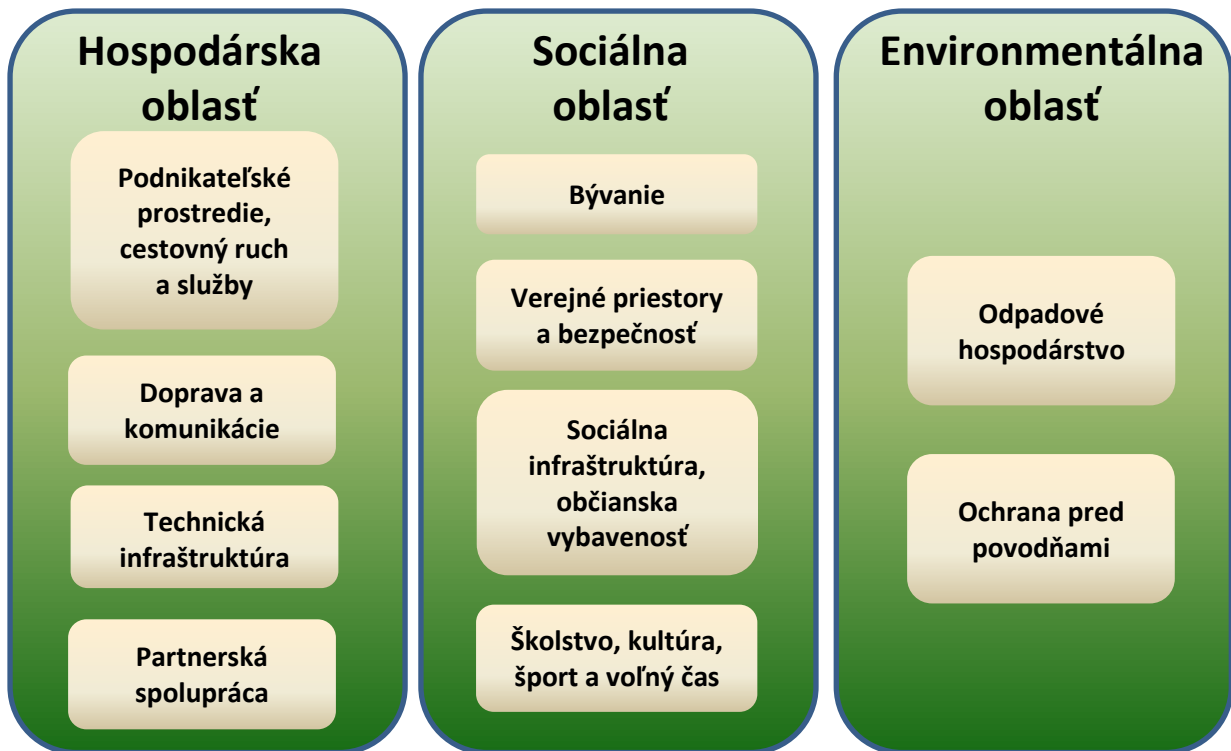 Hospodárska
oblasť
Podnikateľské
prostredie,
cestovný ruch
a služby
Doprava a
komunikácie
Technická
infraštruktúra
Partnerská
spolupráca
Sociálna
oblasť
Bývanie
Verejné priestory
a bezpečnosť
Sociálna
infraštruktúra,
občianska
vybavenosť
Školstvo, kultúra,
šport a voľný čas
Environmentálna
oblasť
Odpadové
hospodárstvo
Ochrana pred
povodňami